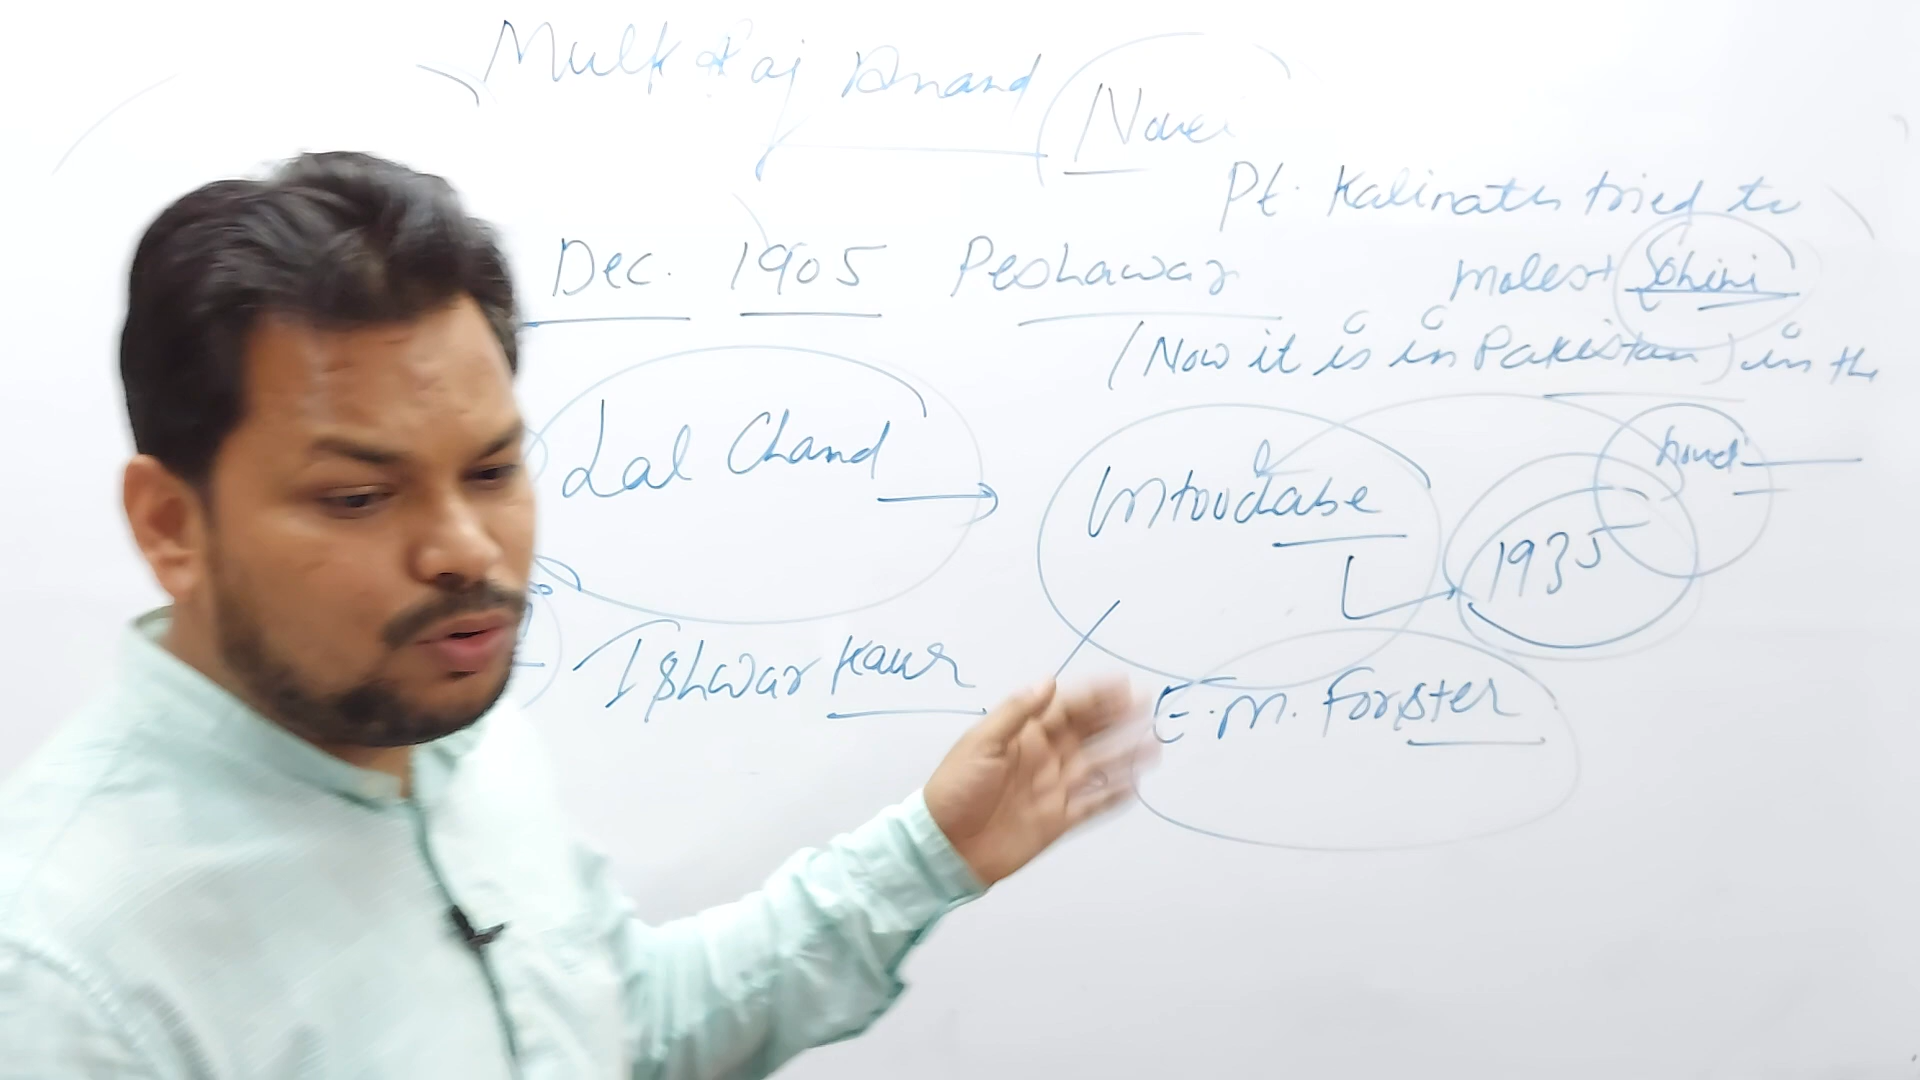 Mulk Raj Anand
Novel
Pt. Kalinath tried to
molest Sohini
Dec. 1905 Peshawar
(Now it is in Pakistan) in the
novel
Lal Chand
Untoudabe
1935
Ishwar Kaur
E.M. Forster